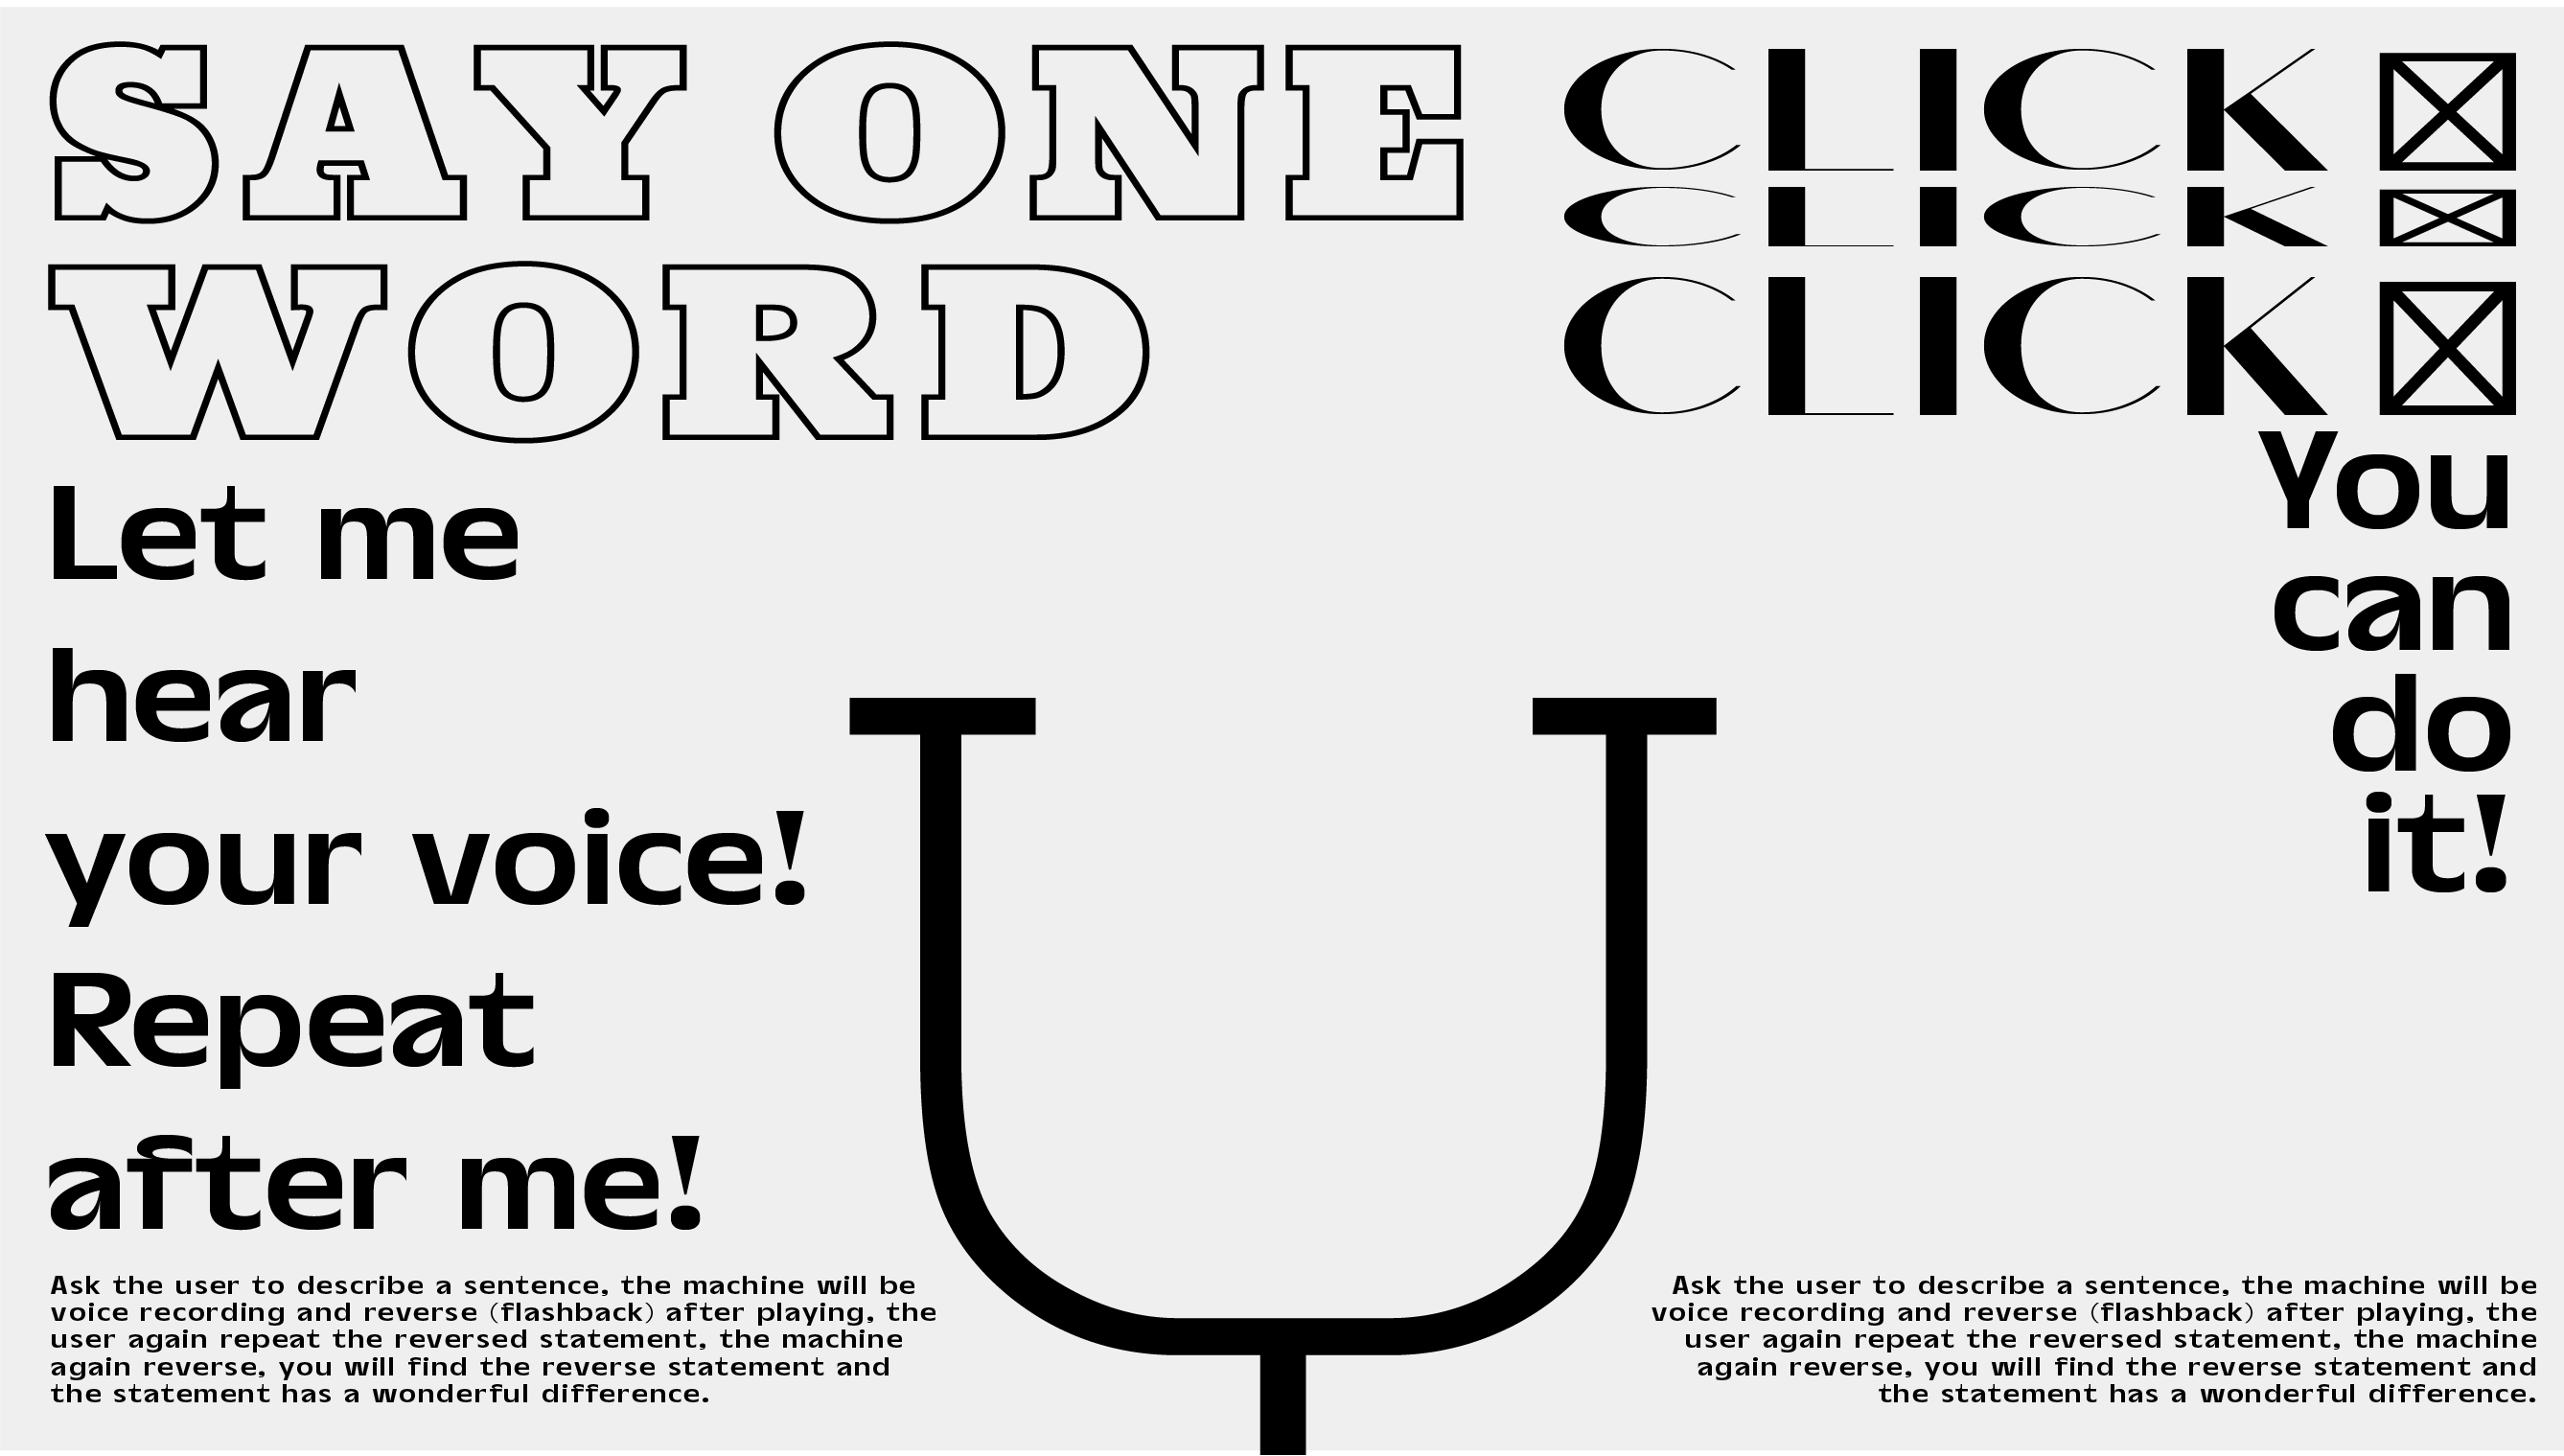 SAY ONE
WORD
CLICK
CLICK
CLICK
Let me
hear
your voice!
Repeat
after me!
You
can
do
it!
Ask the user to describe a sentence, the machine will be
voice recording and reverse (flashback) after playing, the
user again repeat the reversed statement, the machine
again reverse, you will find the reverse statement and
the statement has a wonderful difference.
Ask the user to describe a sentence, the machine will be
voice recording and reverse (flashback) after playing, the
user again repeat the reversed statement, the machine
again reverse, you will find the reverse statement and
the statement has a wonderful difference.